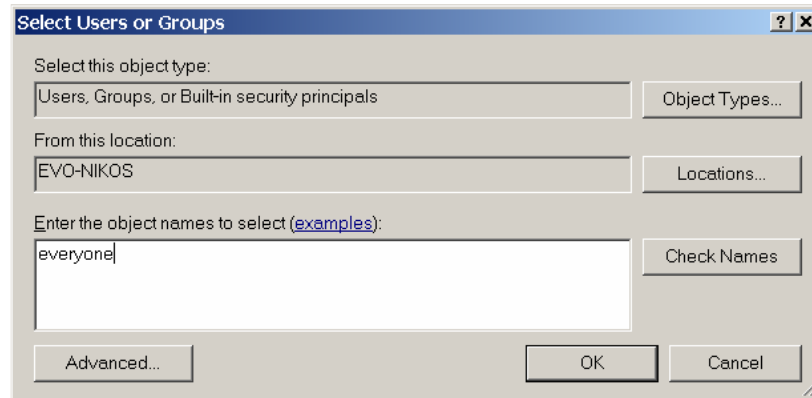 Select Users or Groups
Select this object type:
Users, Groups, or Built-in security principals
Object Types...
From this location:
EVO-NIKOS
Locations...
Enter the object names to select (examples):
everyone
Check Names
Advanced...
OK
Cancel